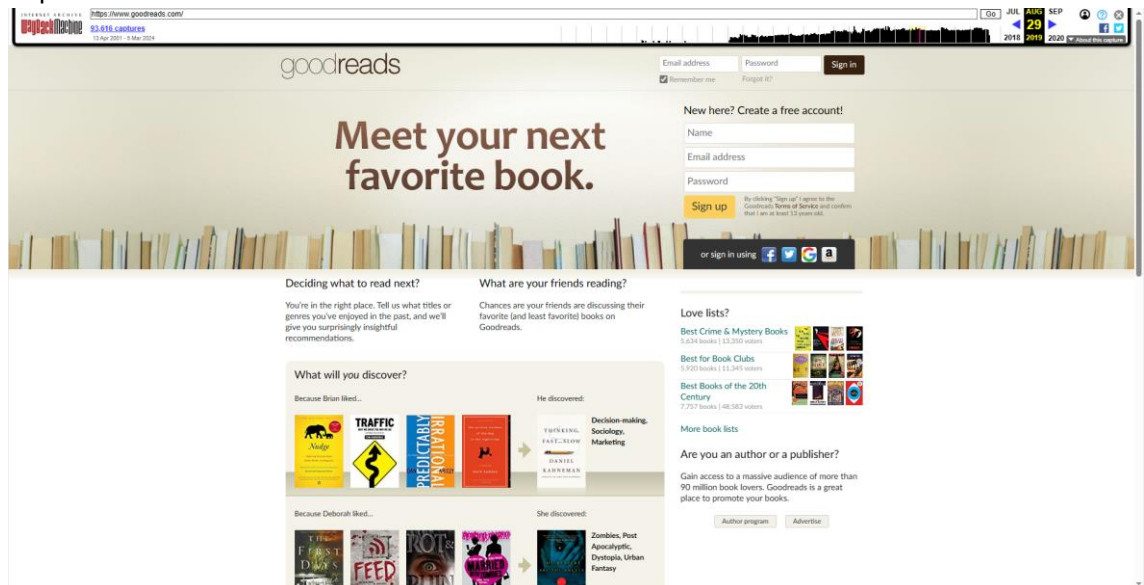 INTERNET ARCHIVE
WayBackMachine
https://www.goodreads.com/
Go
93,616 captures
13 Apr 2001 - 5 Mar 2024
JUL AUG SEP
29
2018 2019 2020
About this capture
goodreads
Email address
Password
Sign in
Remember me
Forgot it?
Meet your next
favorite book.
New here? Create a free account!
Name
Email address
Password
Sign up
By clicking "Sign up" I agree to the
Goodreads Terms of Service and confirm
that I am at least 13 years old.
or sign in using
Deciding what to read next?
You're in the right place. Tell us what titles or
genres you've enjoyed in the past, and we'll
give you surprisingly insightful
recommendations.
What are your friends reading?
Chances are your friends are discussing their
favorite (and least favorite) books on
Goodreads.
What will you discover?
Because Brian liked...
He discovered:
Nudge
TRAFFIC
PREDICTABLY
IRRATIONAL
THINKING,
FAST AND SLOW
DANIEL
KAHNEMAN
Decision-making,
Sociology,
Marketing
Because Deborah liked...
She discovered:
THE
FIRST
DAYS
FEED
ROT &
RUIN
MARRIED
Zombies, Post
Apocalyptic,
Dystopia, Urban
Fantasy
Love lists?
Best Crime & Mystery Books
5,634 books | 13,350 voters
Best for Book Clubs
5,920 books | 11,345 voters
Best Books of the 20th
Century
7,757 books | 48,583 voters
More book lists
Are you an author or a publisher?
Gain access to a massive audience of more than
90 million book lovers. Goodreads is a great
place to promote your books.
Author program
Advertise